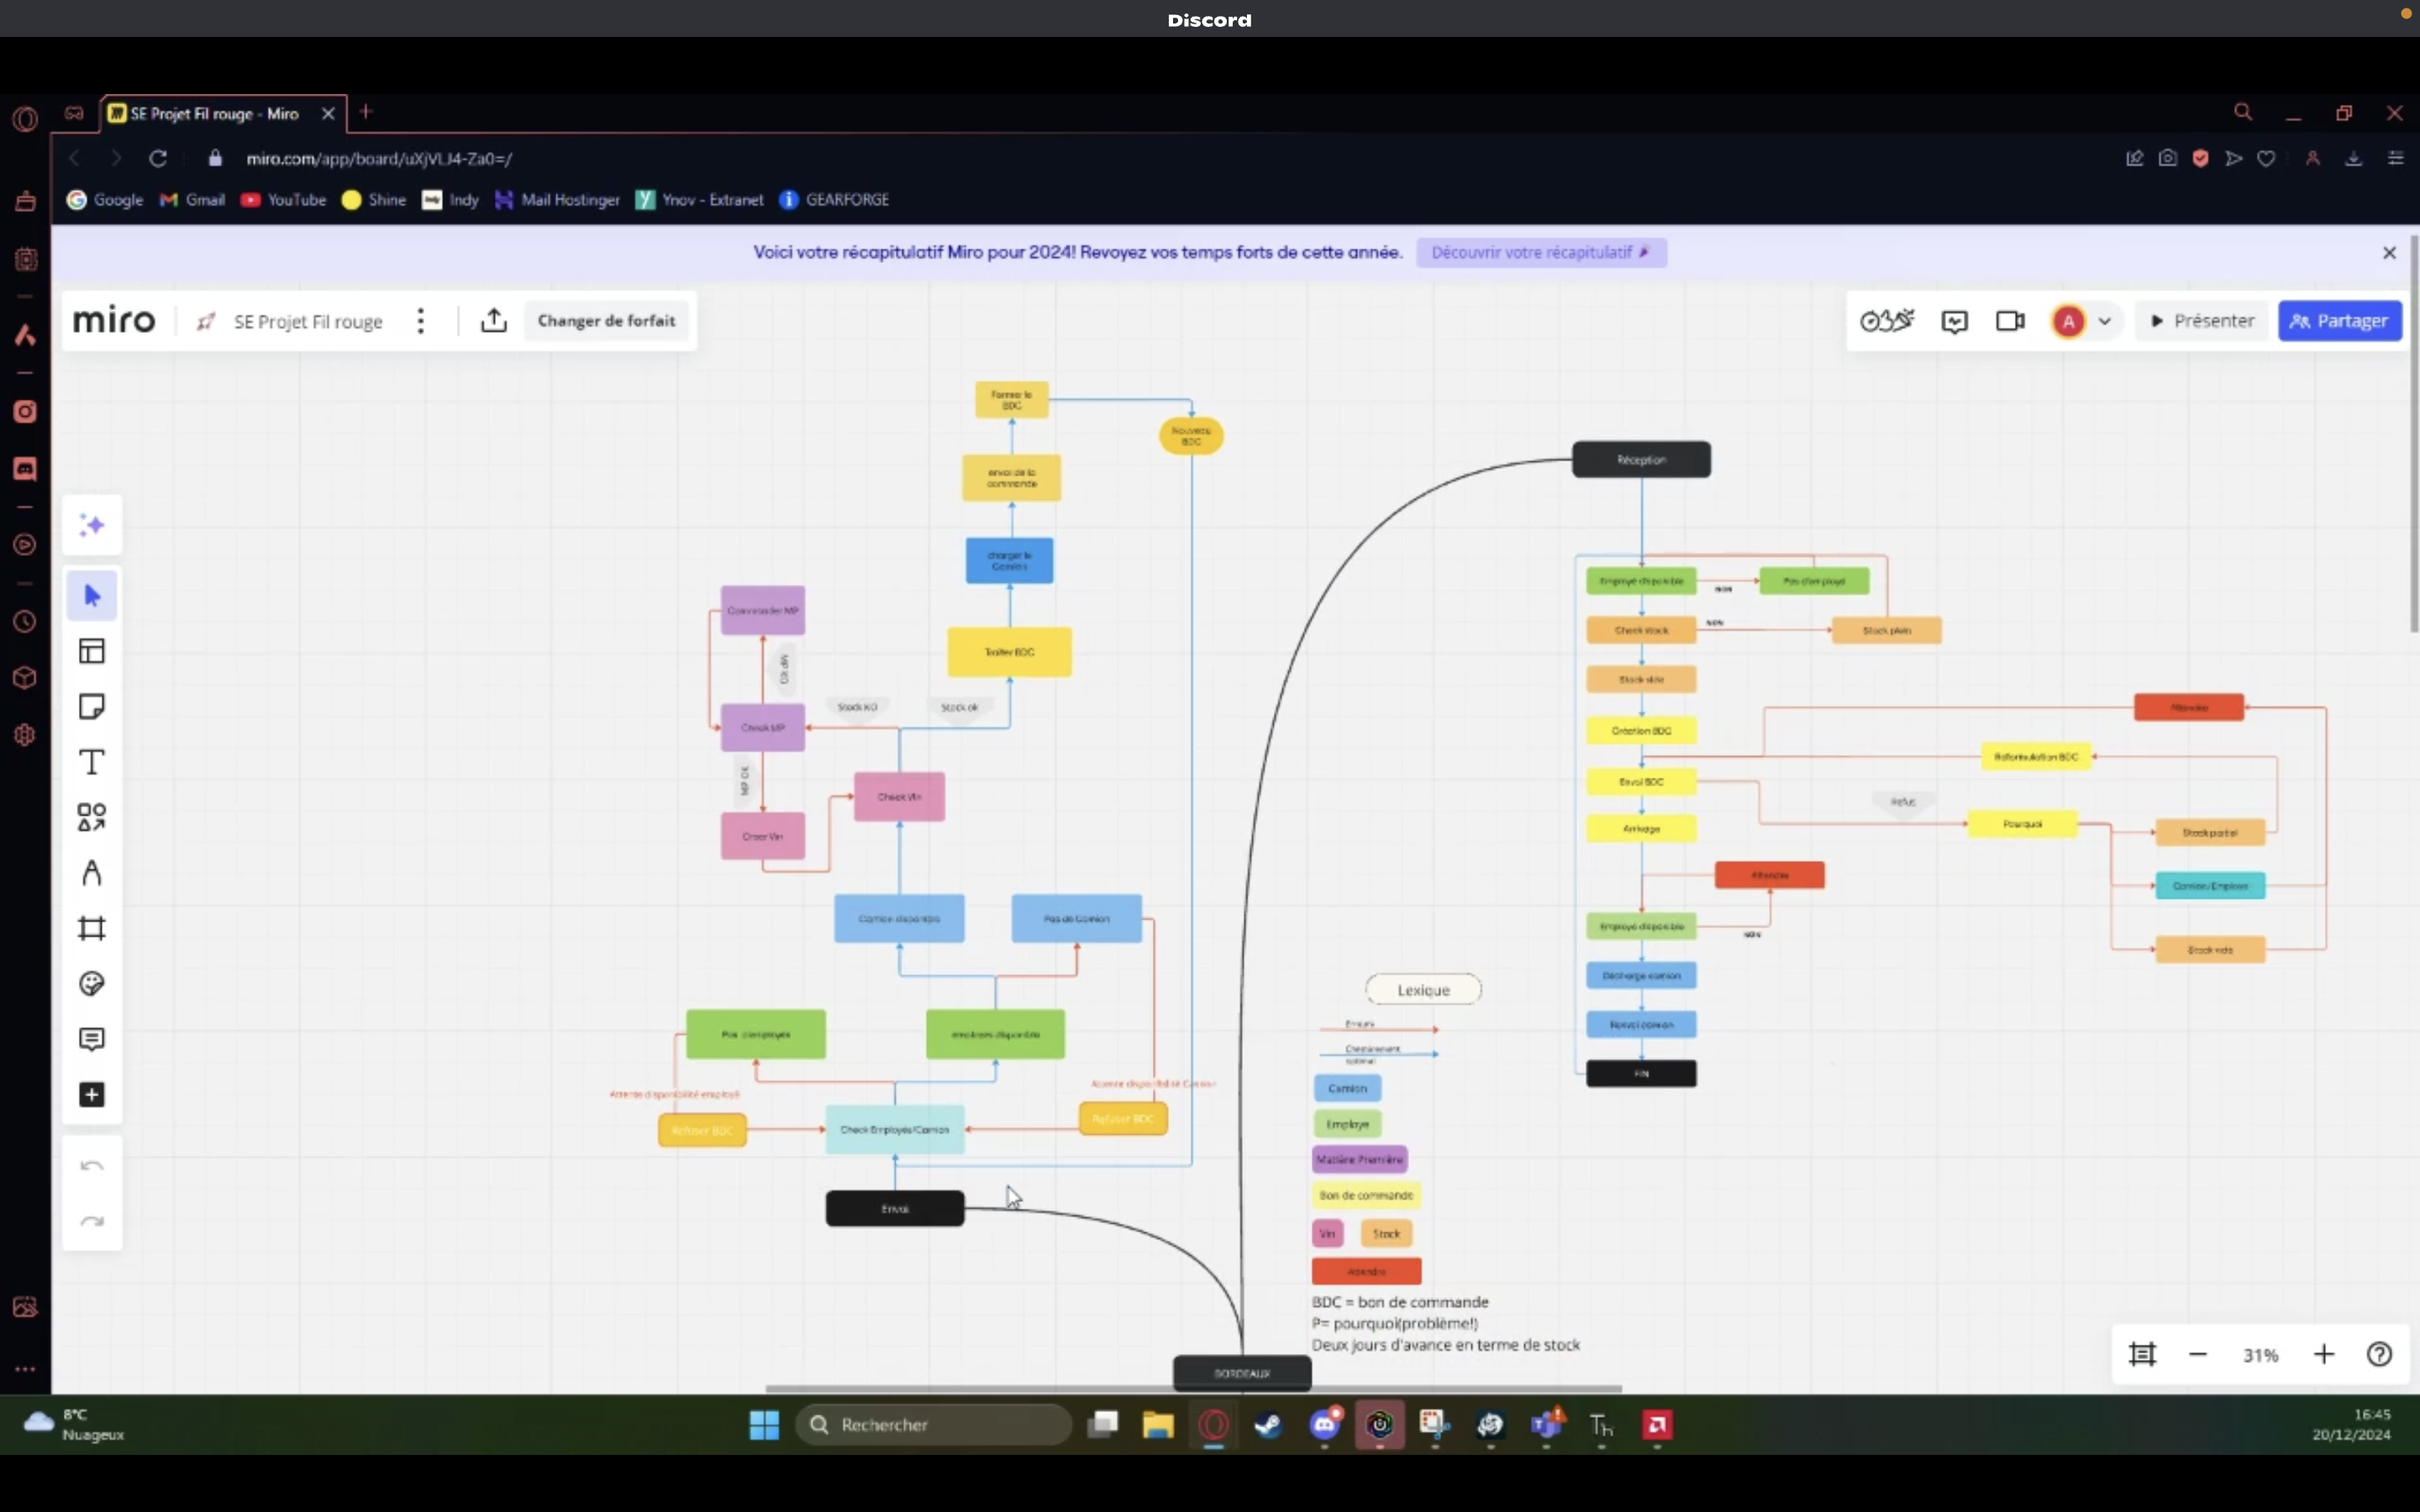 Discord
SE Projet Fil rouge - Miro
miro.com/app/board/uXjVLJ4-Za0=/
Google
Gmail
YouTube
Shine
Indy
Mail Hostinger
Ynov - Extranet
GEARFORGE
Voici votre récapitulatif Miro pour 2024! Revoyez vos temps forts de cette année.
Découvrir votre récapitulatif
miro
SE Projet Fil rouge
Changer de forfait
A
Présenter
Partager
BDC
Nouveau
BDC
envoi de la
commande
charger le
Camion
Commander MP
Traiter BDC
Stock KO
Stock ok
Check MP
MP OK
Check Vin
Creer Vin
Camion disponible
Pas de Camion
employés disponible
Attente disponibilité employé
Refuser BDC
Check Employés/Camion
Refuser BDC
Envoi
BORDEAUX
Réception
Employé disponible
NON
Pas d'employé
Check stock
NON
Stock plein
Stock vide
Création BDC
Envoi BDC
Arrivage
Attendre
Reformulation BDC
Refus
Pourquoi
Stock partiel
Camion/Employé
Stock vide
Attendre
Employé disponible
NON
Décharge camion
Renvoi camion
FIN
Lexique
Erreurs
Cheminement
optimal
Camion
Employe
Matière Première
Bon de commande
Vin
Stock
Attendre
BDC = bon de commande
P= pourquoi(problème!)
Deux jours d'avance en terme de stock
31%
8°C
Nuageux
Rechercher
16:45
20/12/2024